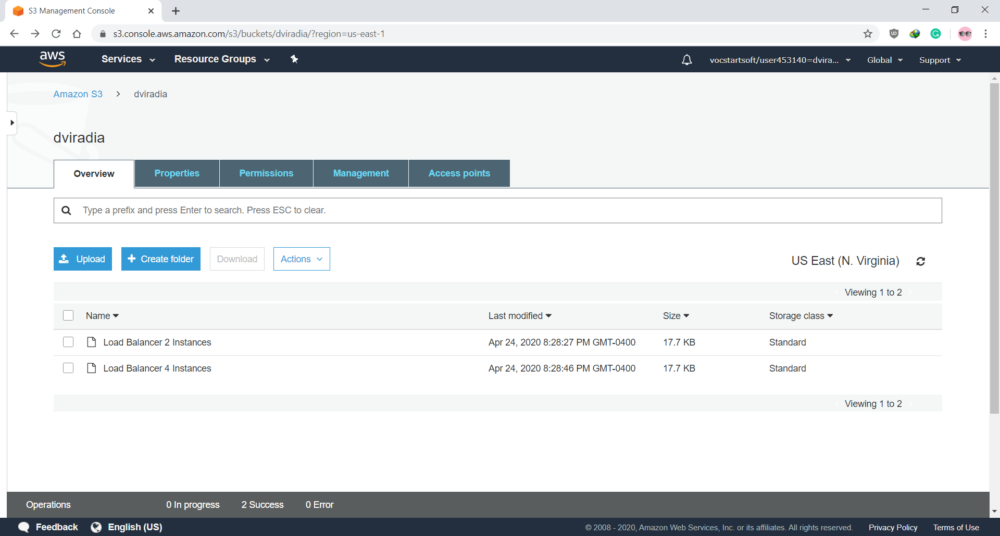 S3 Management Console
s3.console.aws.amazon.com/s3/buckets/dviradia/?region=us-east-1
aws Services Resource Groups vocstartsoft/user453140=dvira... Global Support
Amazon S3 > dviradia
dviradia
Overview Properties Permissions Management Access points
Type a prefix and press Enter to search. Press ESC to clear.
Upload Create folder Download Actions US East (N. Virginia)
Viewing 1 to 2
Name Last modified Size Storage class
Load Balancer 2 Instances Apr 24, 2020 8:28:27 PM GMT-0400 17.7 KB Standard
Load Balancer 4 Instances Apr 24, 2020 8:28:46 PM GMT-0400 17.7 KB Standard
Viewing 1 to 2
Operations 0 In progress 2 Success 0 Error
Feedback English (US) © 2008 - 2020, Amazon Web Services, Inc. or its affiliates. All rights reserved. Privacy Policy Terms of Use